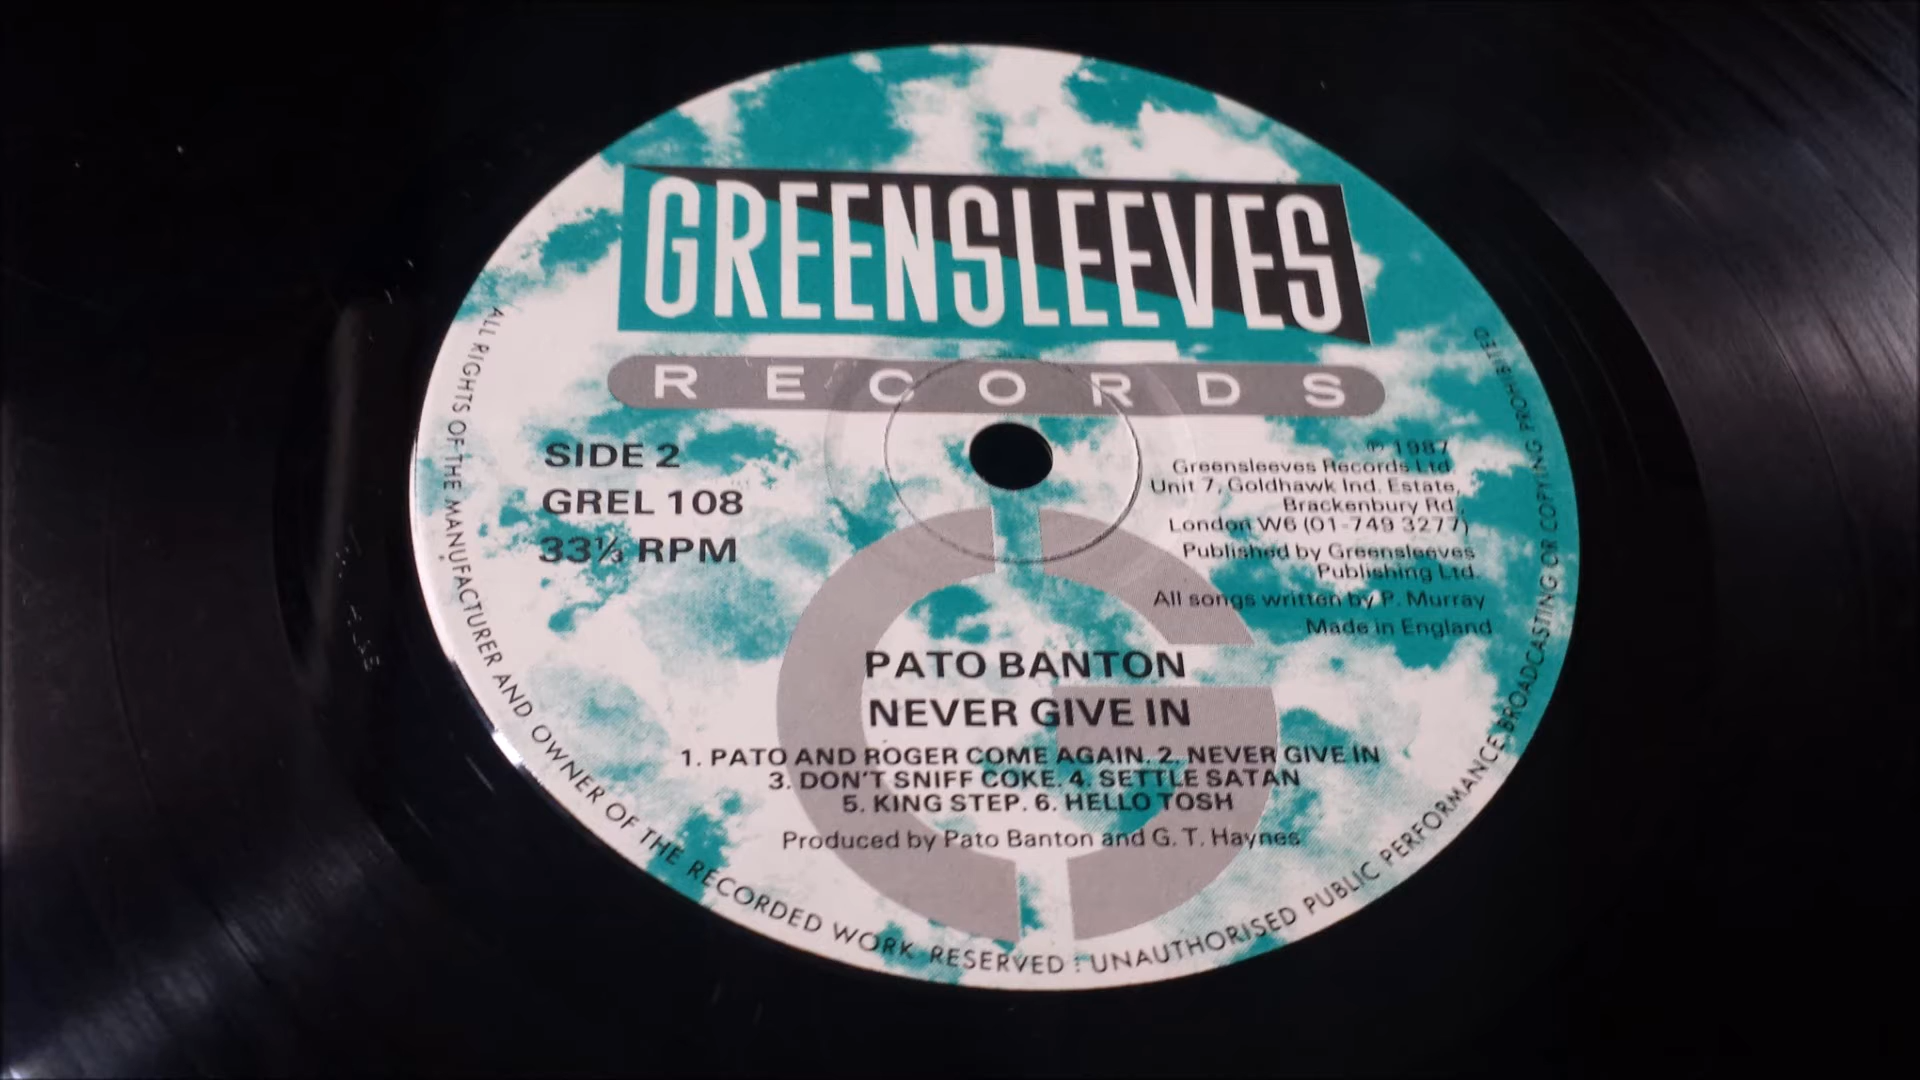 GREENSLEEVES
RECORDS
SIDE 2
GREL 108
33⅓ RPM
℗ 1987
Greensleeves Records Ltd.
Unit 7, Goldhawk Ind. Estate,
Brackenbury Rd.,
London W6 (01-749 3277)
Published by Greensleeves
Publishing Ltd.
All songs written by P. Murray
Made in England
PATO BANTON
NEVER GIVE IN
1. PATO AND ROGER COME AGAIN. 2. NEVER GIVE IN
3. DON'T SNIFF COKE. 4. SETTLE SATAN
5. KING STEP. 6. HELLO TOSH
Produced by Pato Banton and G. T. Haynes
ALL RIGHTS OF THE MANUFACTURER AND OWNER OF THE RECORDED WORK RESERVED : UNAUTHORISED PUBLIC PERFORMANCE BROADCASTING OR COPYING PROHIBITED